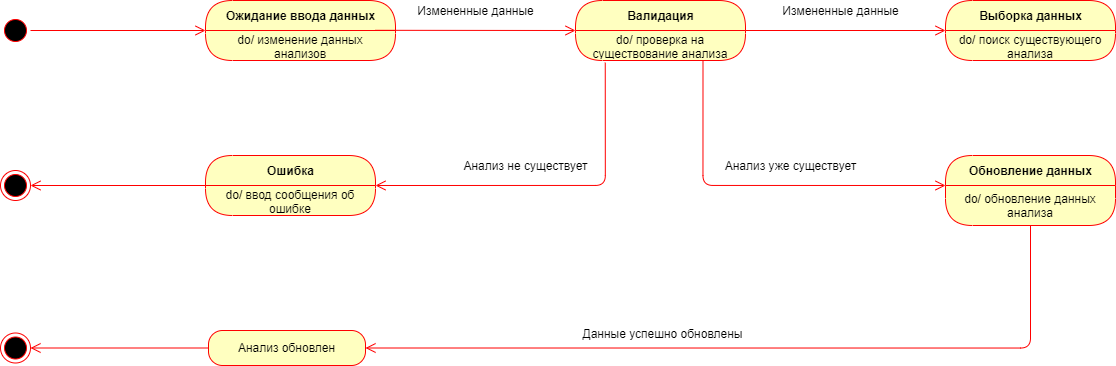 Ожидание ввода данных
do/ изменение данных
анализов
Измененные данные
Валидация
do/ проверка на
существование анализа
Измененные данные
Выборка данных
do/ поиск существующего
анализа
Ошибка
do/ ввод сообщения об
ошибке
Анализ не существует
Анализ уже существует
Обновление данных
do/ обновление данных
анализа
Анализ обновлен
Данные успешно обновлены